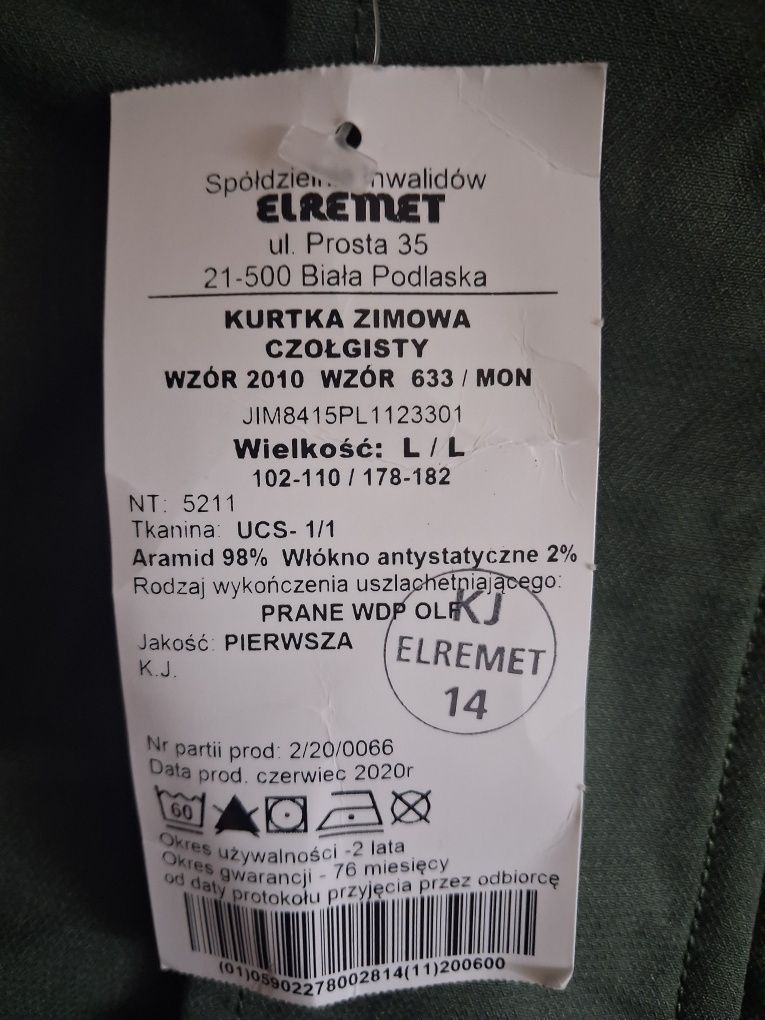 Spółdzieln nwalidów
ELREMET
ul. Prosta 35
21-500 Biała Podlaska
KURTKA ZIMOWA
CZOŁGISTY
WZÓR 2010 WZÓR 633 / MON
JIM8415PL1123301
Wielkość: L / L
102-110 / 178-182
NT: 5211
Tkanina: UCS- 1/1
Aramid 98% Włókno antystatyczne 2%
Rodzaj wykończenia uszlachetniającego:
PRANE WDP OLF
Jakość: PIERWSZA
K.J.
KJ
ELREMET
14
Nr partii prod: 2/20/0066
Data prod. czerwiec 2020r
60
Okres używalności -2 lata
Okres gwarancji - 76 miesięcy
od daty protokołu przyjęcia przez odbiorcę
(01)05902278002814(11)200600